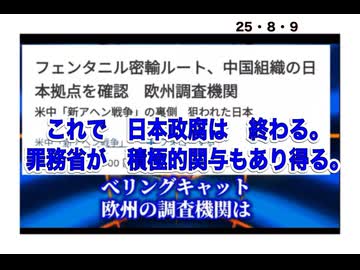 25・8・9
フェンタニル密輸ルート、中国組織の日
本拠点を確認　欧州調査機関
米中「新アヘン戦争」の裏側　狙われた日本
これで　日本政腐は　終わる。
罪務省が　積極的関与もあり得る。
ベリングキャット
欧州の調査機関は